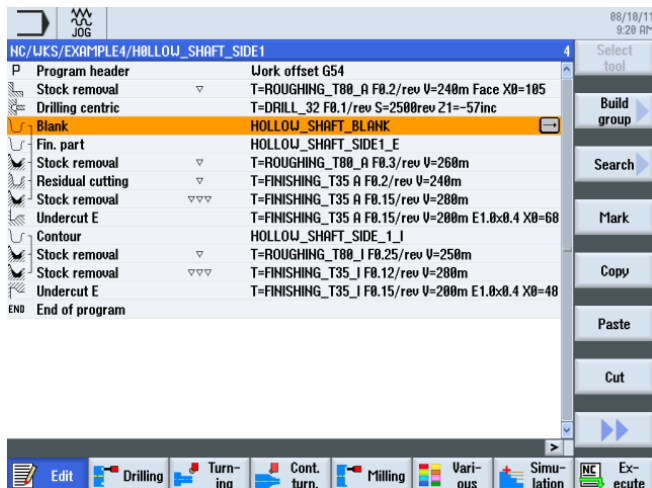 JOG
08/10/11
9:20 AM
NC/WKS/EXAMPLE4/HOLLOW_SHAFT_SIDE1 4
Select tool
P Program header Work offset G54
Stock removal ▽ T=ROUGHING_T80_A F0.2/rev V=240m Face X0=105
Drilling centric T=DRILL_32 F0.1/rev S=2500rev Z1=-57inc
Blank HOLLOW_SHAFT_BLANK
Fin. part HOLLOW_SHAFT_SIDE1_E
Stock removal ▽ T=ROUGHING_T80_A F0.3/rev V=260m
Residual cutting ▽ T=FINISHING_T35 A F0.2/rev V=240m
Stock removal ▽▽▽ T=FINISHING_T35 A F0.15/rev V=280m
Undercut E T=FINISHING_T35 A F0.15/rev V=200m E1.0x0.4 X0=68
Contour HOLLOW_SHAFT_SIDE_1_I
Stock removal ▽ T=ROUGHING_T80_I F0.25/rev V=250m
Stock removal ▽▽▽ T=FINISHING_T35_I F0.12/rev V=280m
Undercut E T=FINISHING_T35_I F0.15/rev V=200m E1.0x0.4 X0=48
END End of program
Build group
Search
Mark
Copy
Paste
Cut
Edit
Drilling
Turn-
ing
Cont.
turn.
Milling
Vari-
ous
Simu-
lation
NC Ex-
ecute